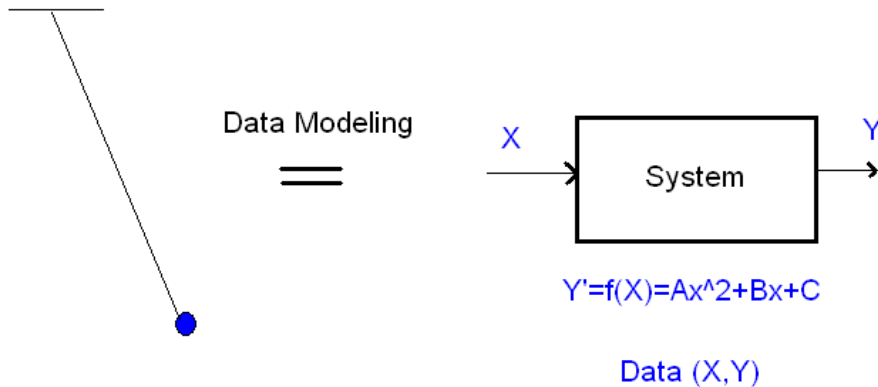 Data Modeling
X
Y
System
Y'=f(X)=Ax^2+Bx+C
Data (X,Y)